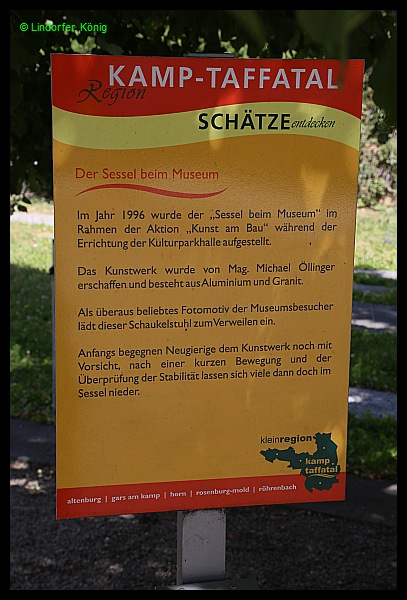 © Lindorfer, König
KAMP-TAFFATAL
Region
SCHÄTZE entdecken
Der Sessel beim Museum
Im Jahr 1996 wurde der „Sessel beim Museum" im
Rahmen der Aktion „Kunst am Bau" während der
Errichtung der Kulturparkhalle aufgestellt.
Das Kunstwerk wurde von Mag. Michael Öllinger
erschaffen und besteht aus Aluminium und Granit.
Als überaus beliebtes Fotomotiv der Museumsbesucher
lädt dieser Schaukelstuhl zum Verweilen ein.
Anfangs begegnen Neugierige dem Kunstwerk noch mit
Vorsicht, nach einer kurzen Bewegung und der
Überprüfung der Stabilität lassen sich viele dann doch im
Sessel nieder.
kleinregion
kamp
taffatal
altenburg | gars am kamp | horn | rosenburg-mold | röhrenbach